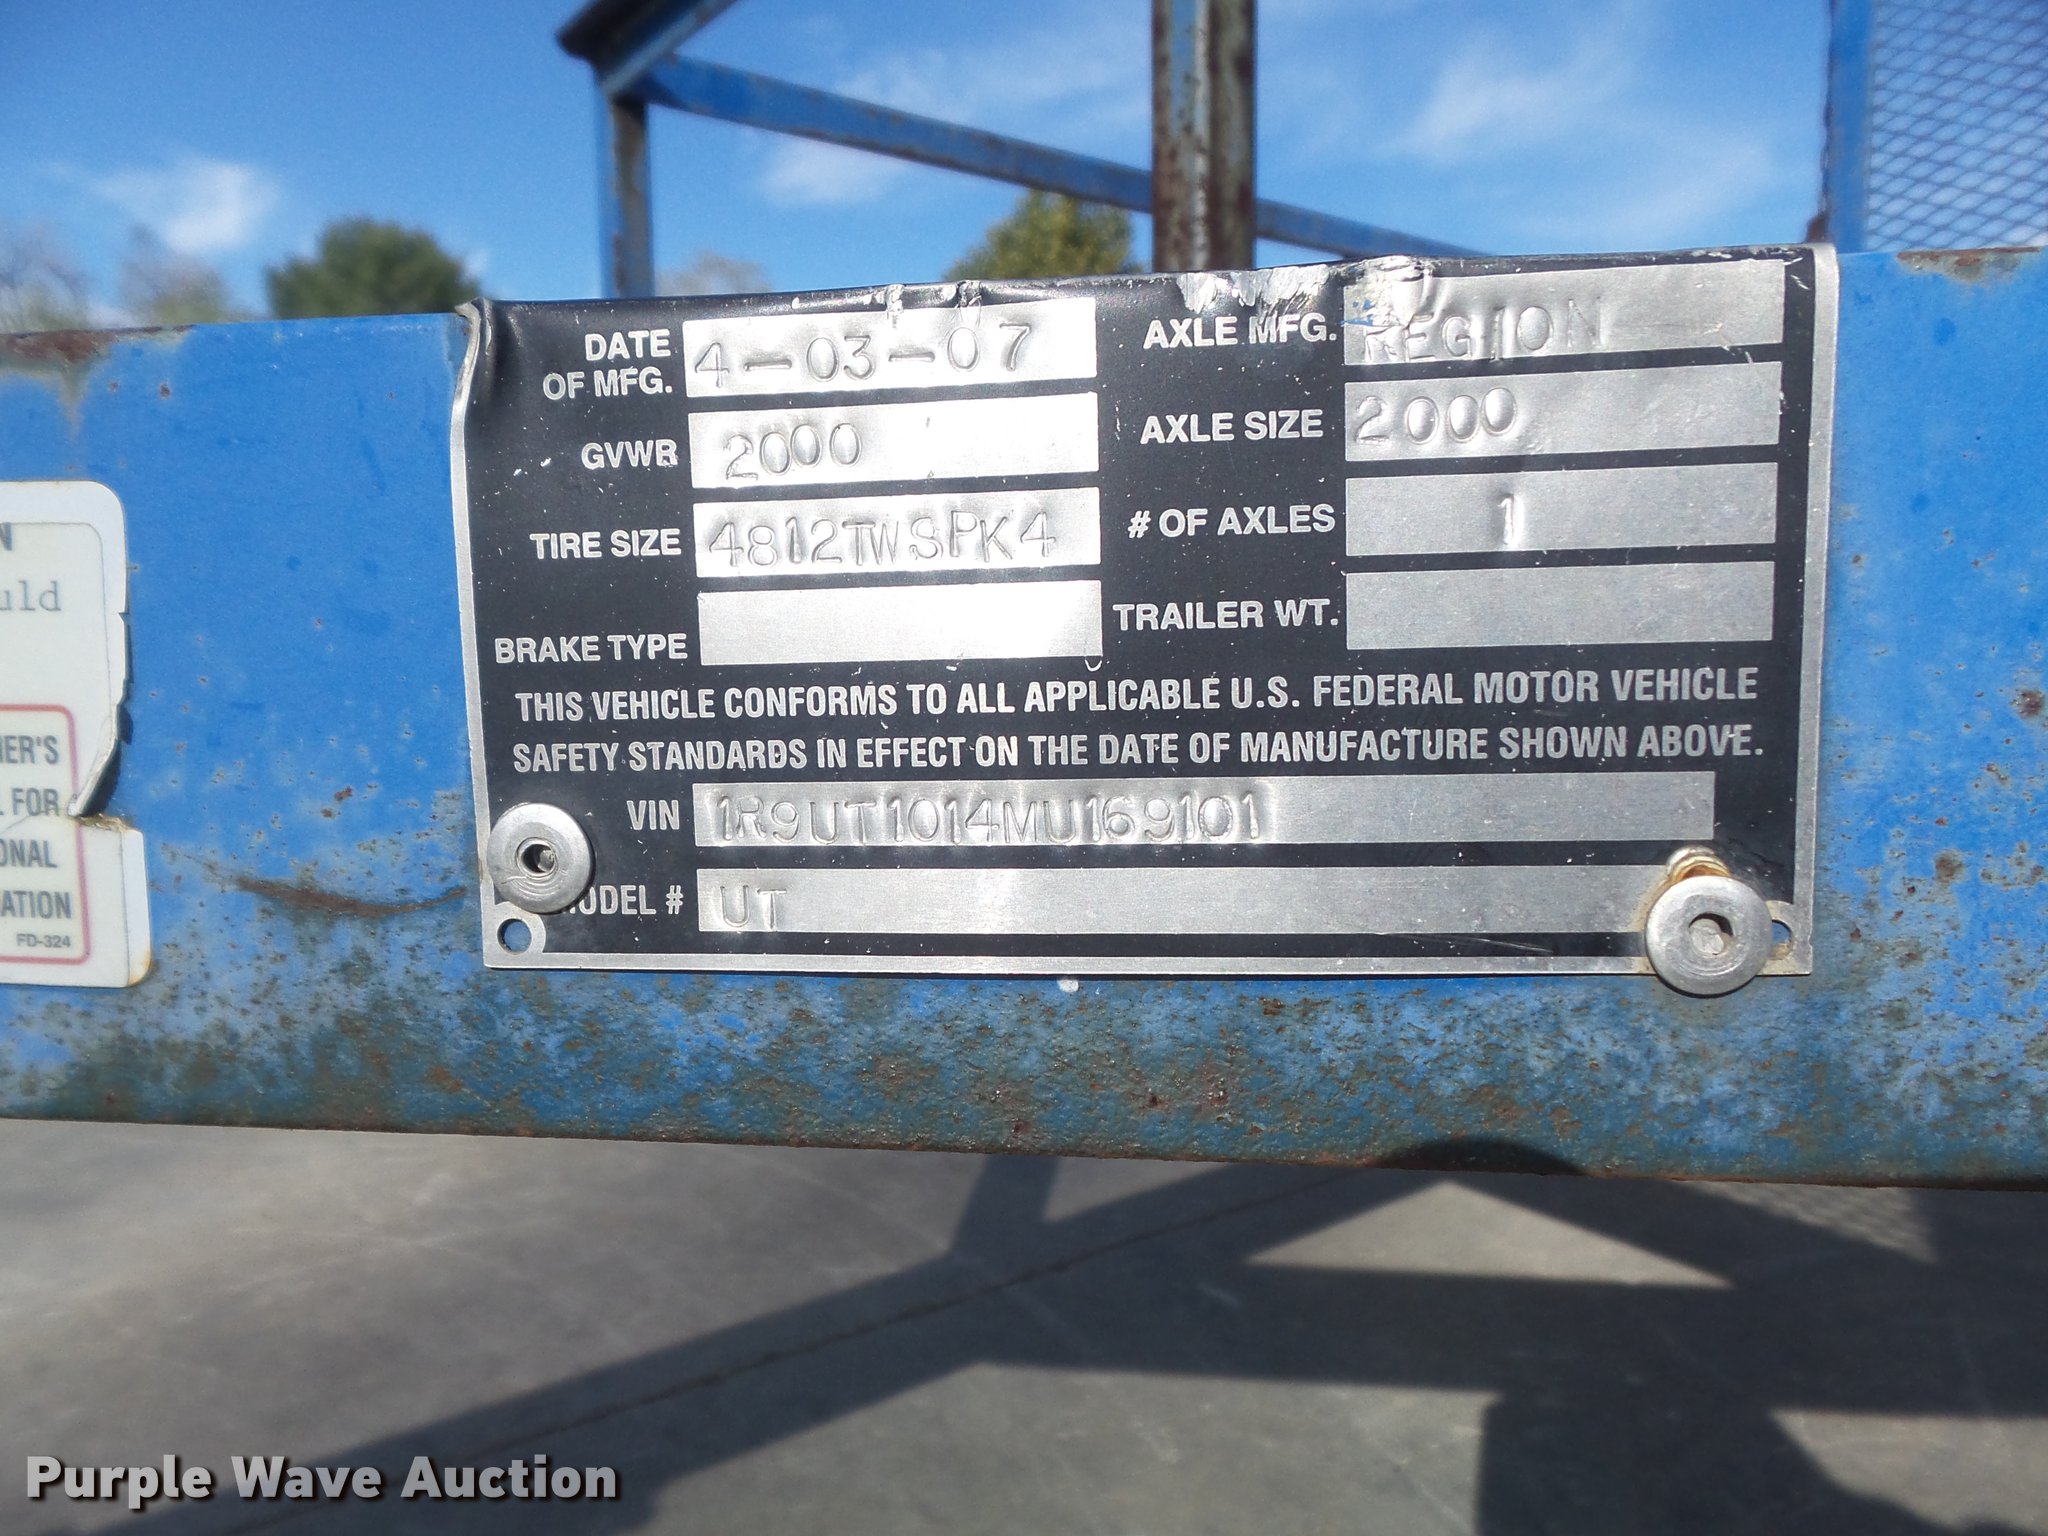 DATE OF MFG. 4-03-07
GVWR 2000
TIRE SIZE 4812TWSPK4
BRAKE TYPE
AXLE MFG. REGION
AXLE SIZE 2000
# OF AXLES 1
TRAILER WT.
THIS VEHICLE CONFORMS TO ALL APPLICABLE U.S. FEDERAL MOTOR VEHICLE
SAFETY STANDARDS IN EFFECT ON THE DATE OF MANUFACTURE SHOWN ABOVE.
VIN 1R9UT1014MU169101
MODEL # UT
N
uld
ER'S
FOR
ONAL
ATION
FD-324
Purple Wave Auction